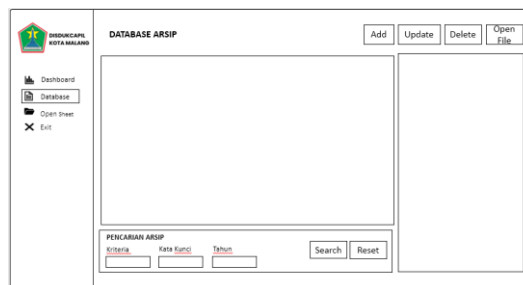 DISDUKCAPIL
KOTA MALANG
DATABASE ARSIP
Add
Update
Delete
Open
File
Dashboard
Database
Open Sheet
Exit
PENCARIAN ARSIP
Kriteria
Kata Kunci
Tahun
Search
Reset